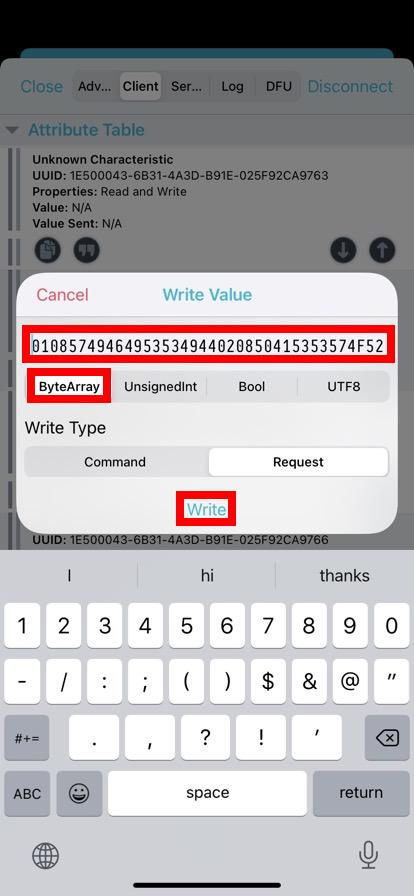 Close Adv... Client Ser... Log DFU Disconnect
Attribute Table
Unknown Characteristic
UUID: 1E500043-6B31-4A3D-B91E-025F92CA9763
Properties: Read and Write
Value: N/A
Value Sent: N/A
Cancel Write Value
01085749464953534944020850415353574F52
ByteArray UnsignedInt Bool UTF8
Write Type
Command Request
Write
UUID: 1E500043-6B31-4A3D-B91E-025F92CA9766
I hi thanks
1 2 3 4 5 6 7 8 9 0
- / : ; ( ) $ & @ "
#+= . , ? ! '
ABC space return